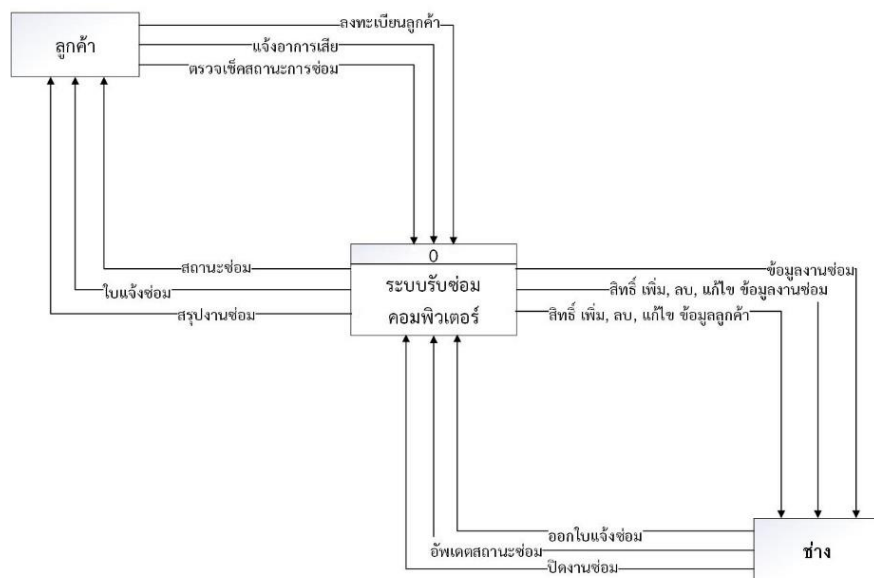 ลูกค้า
ลงทะเบียนลูกค้า
แจ้งอาการเสีย
ตรวจเช็คสถานะการซ่อม
0
ระบบรับซ่อม
คอมพิวเตอร์
สถานะซ่อม
ใบแจ้งซ่อม
สรุปงานซ่อม
ข้อมูลงานซ่อม
สิทธิ์ เพิ่ม, ลบ, แก้ไข ข้อมูลงานซ่อม
สิทธิ์ เพิ่ม, ลบ, แก้ไข ข้อมูลลูกค้า
ออกใบแจ้งซ่อม
อัพเดตสถานะซ่อม
ปิดงานซ่อม
ช่าง